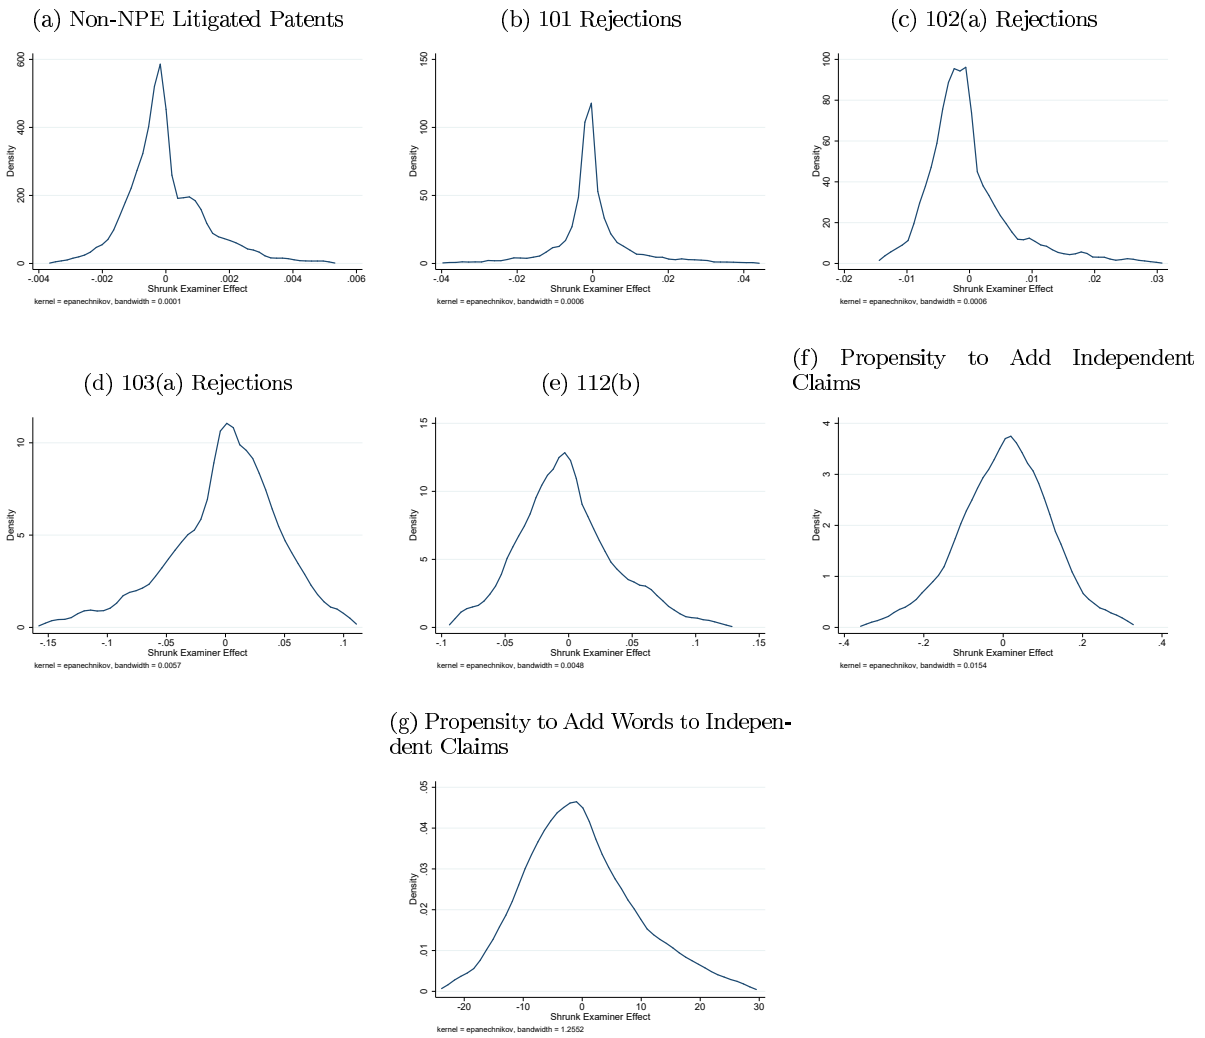 (a) Non-NPE Litigated Patents
600
400
200
0
Density
-.004 -.002 0 .002 .004 .006
Shrunk Examiner Effect
kernel = epanechnikov, bandwidth = 0.0001
(b) 101 Rejections
150
100
50
0
Density
-.04 -.02 0 .02 .04
Shrunk Examiner Effect
kernel = epanechnikov, bandwidth = 0.0006
(c) 102(a) Rejections
100
80
60
40
20
0
Density
-.02 -.01 0 .01 .02 .03
Shrunk Examiner Effect
kernel = epanechnikov, bandwidth = 0.0006
(d) 103(a) Rejections
10
5
0
Density
-.15 -.1 -.05 0 .05 .1
Shrunk Examiner Effect
kernel = epanechnikov, bandwidth = 0.0057
(e) 112(b)
15
10
5
0
Density
-.1 -.05 0 .05 .1 .15
Shrunk Examiner Effect
kernel = epanechnikov, bandwidth = 0.0048
(f) Propensity to Add Independent
Claims
4
3
2
1
0
Density
-.4 -.2 0 .2 .4
Shrunk Examiner Effect
kernel = epanechnikov, bandwidth = 0.0154
(g) Propensity to Add Words to Indepen-
dent Claims
.05
.04
.03
.02
.01
0
Density
-20 -10 0 10 20 30
Shrunk Examiner Effect
kernel = epanechnikov, bandwidth = 1.2552